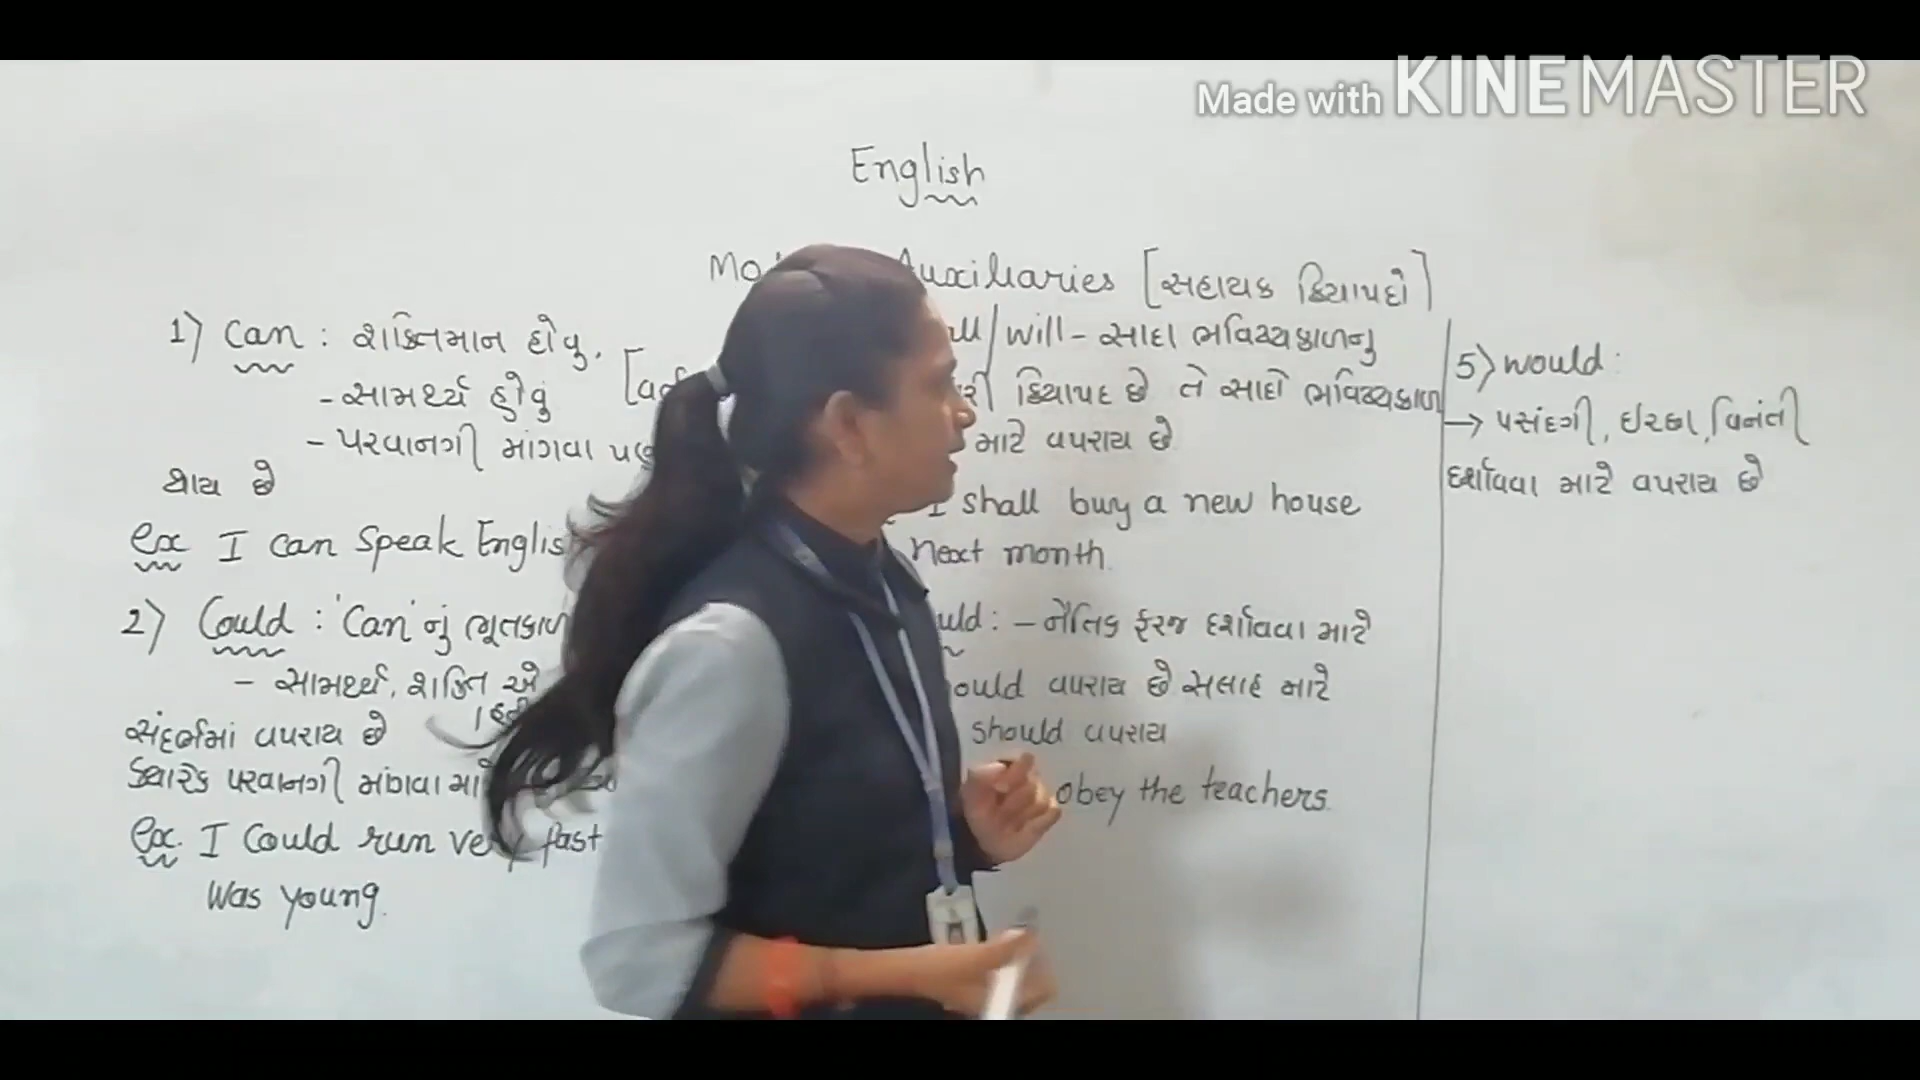 Made with KINEMASTER
English
Auxiliaries [સહાયક ક્રિયાપદો]
1) Can : શક્તિમાન હોવુ.
- સામર્થ્ય હોવું
- પરવાનગી માંગવા પણ
થાય છે
ex I can Speak English
2) Could : 'Can' નું ભૂતકાળ
- સામર્થ્ય, શક્તિ એ
સંદર્ભમાં વપરાય છે
ક્યારેક પરવાનગી મંગાવા માટે
ex. I Could run very fast
Was young.
/ will - સાદા ભવિષ્યકાળનુ
ક્રિયાપદ છે તે સાદો ભવિષ્યકાળ
માટે વપરાય છે
I shall buy a new house
Next month.
: - નૈતિક ફરજ દર્શાવવા માટે
વપરાય છે સલાહ માટે
should વપરાય
obey the teachers.
5) would :
→ પસંદગી, ઈચ્છા, વિનંતી
દર્શાવવા માટે વપરાય છે